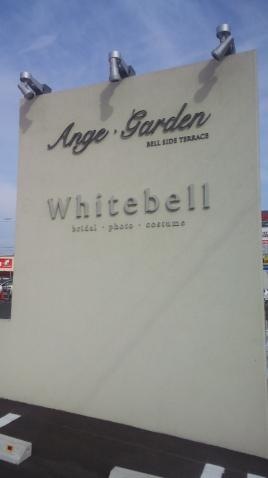 Ange・Garden
BELL SIDE TERRACE
Whitebell
bridal・photo・costume